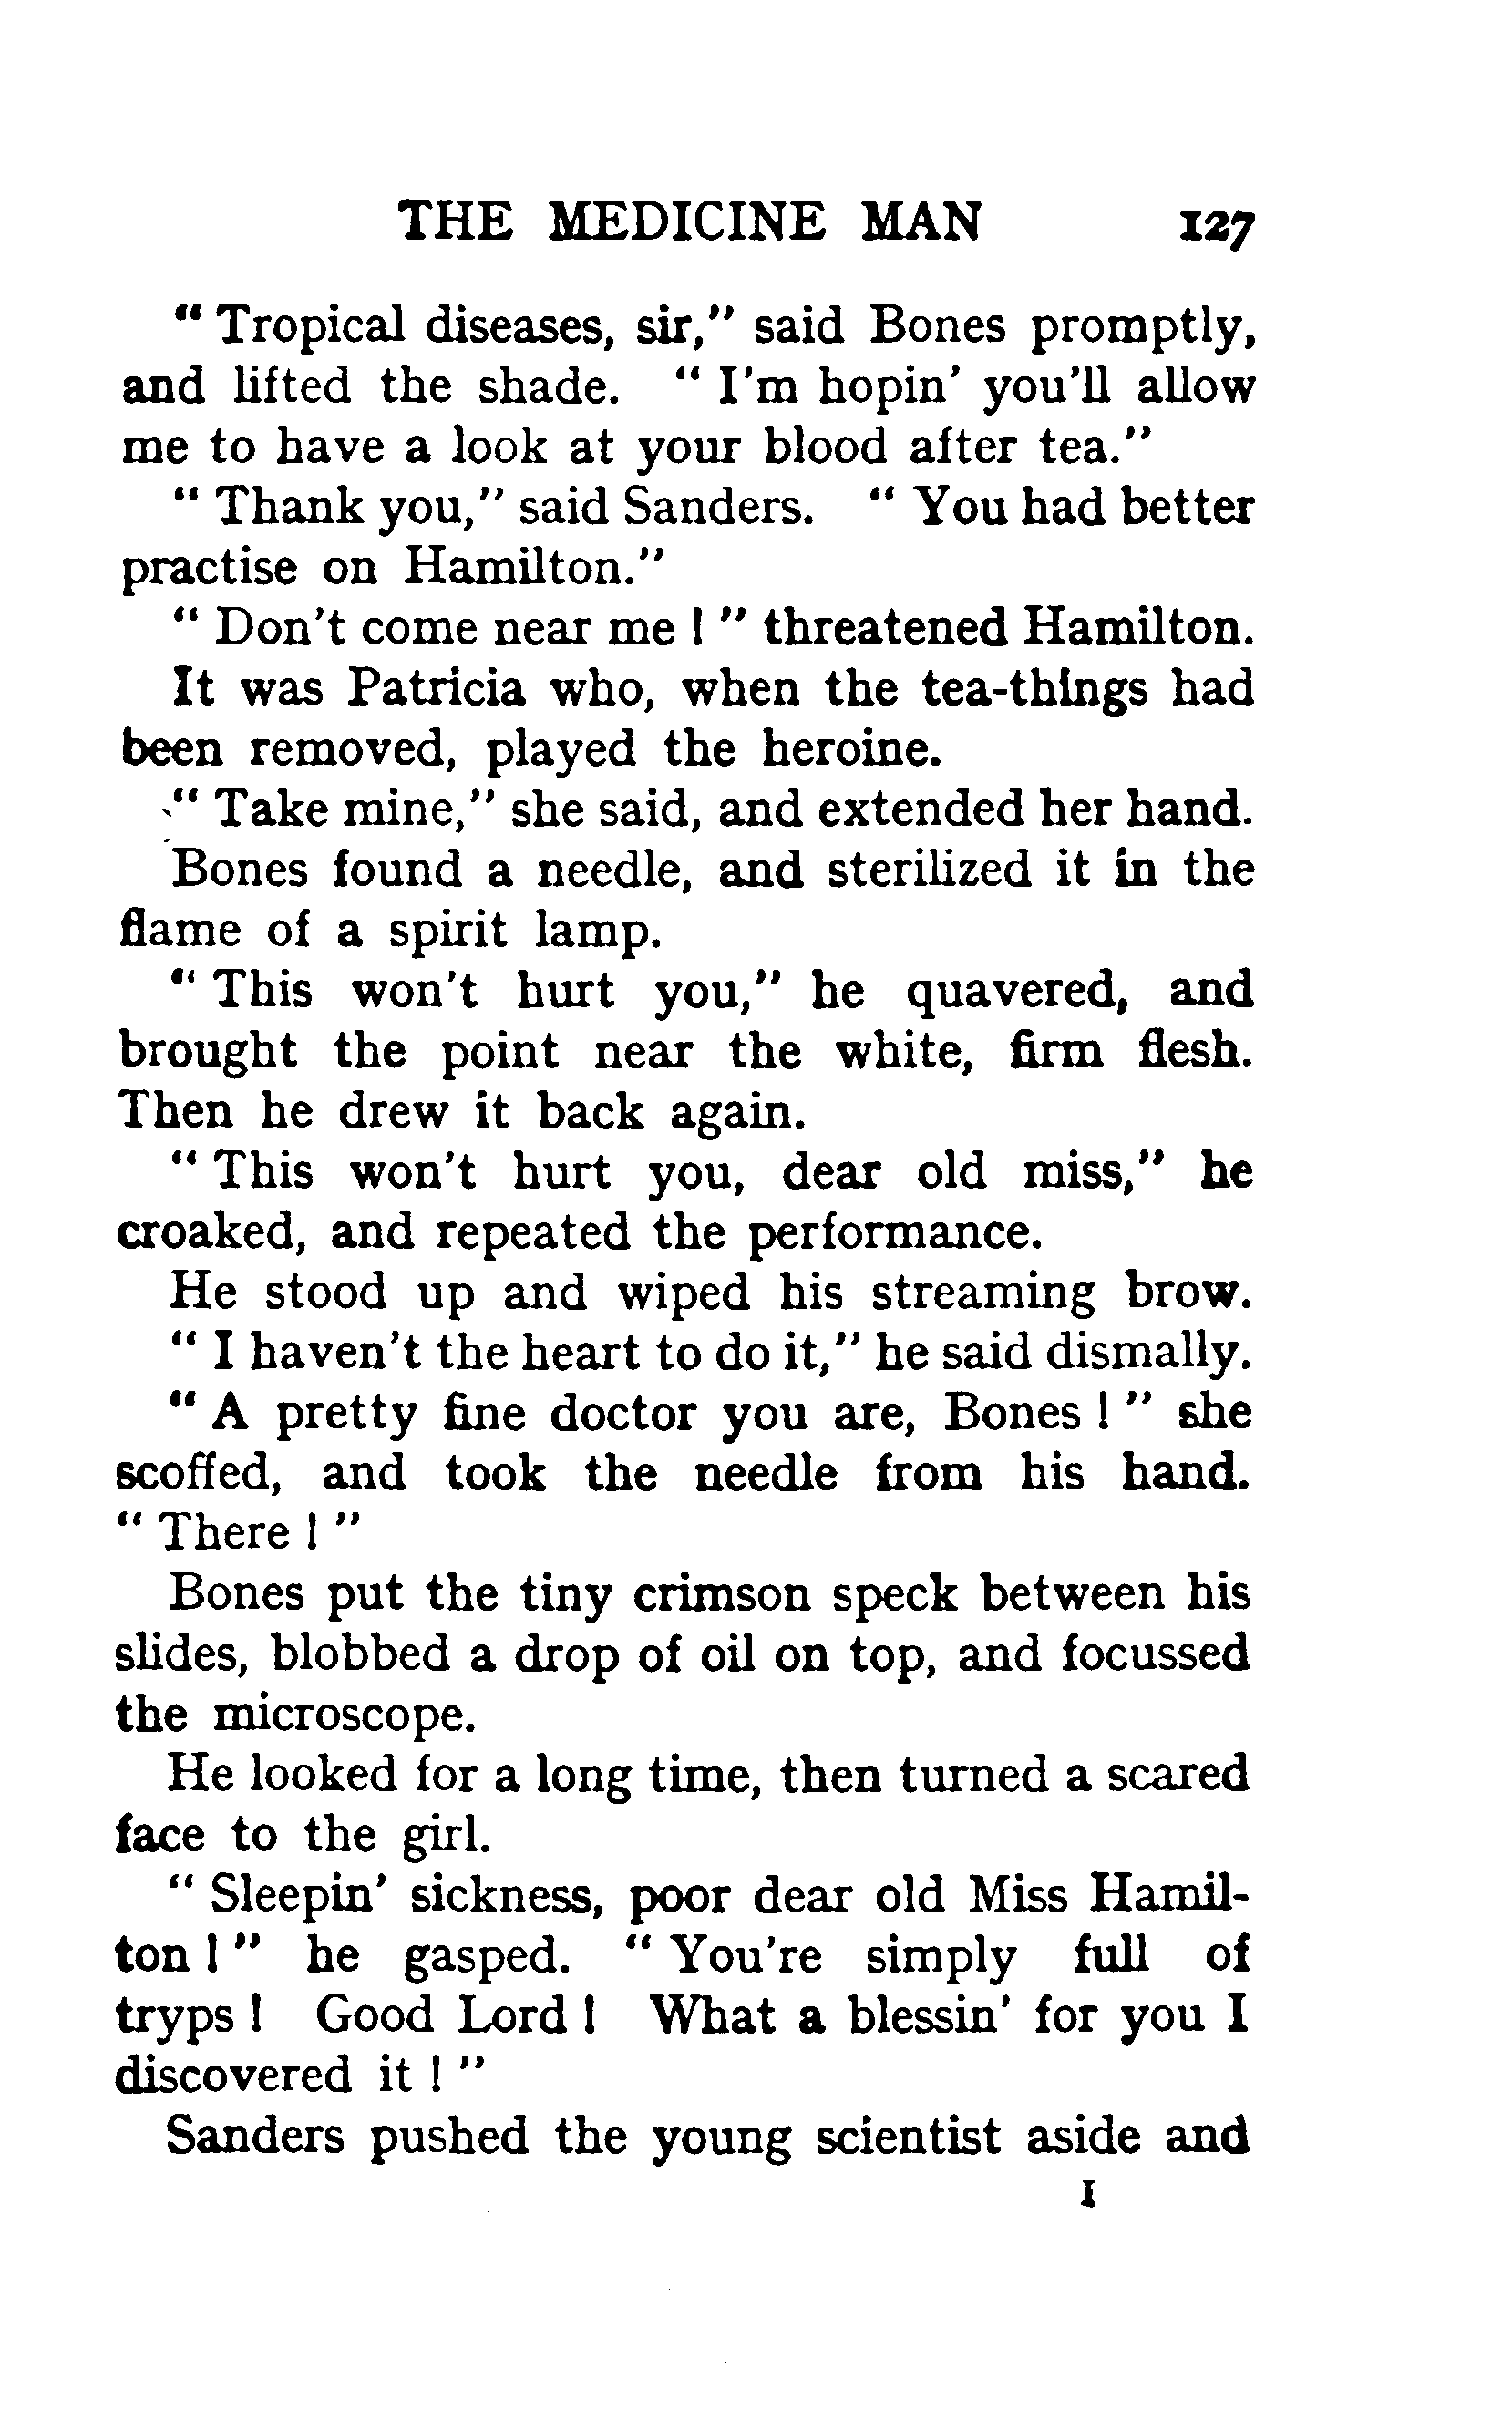 THE MEDICINE MAN 127
" Tropical diseases, sir," said Bones promptly,
and lifted the shade. " I'm hopin' you'll allow
me to have a look at your blood after tea."
" Thank you," said Sanders. " You had better
practise on Hamilton."
" Don't come near me ! " threatened Hamilton.
It was Patricia who, when the tea-things had
been removed, played the heroine.
" Take mine," she said, and extended her hand.
Bones found a needle, and sterilized it in the
flame of a spirit lamp.
" This won't hurt you," he quavered, and
brought the point near the white, firm flesh.
Then he drew it back again.
" This won't hurt you, dear old miss," he
croaked, and repeated the performance.
He stood up and wiped his streaming brow.
" I haven't the heart to do it," he said dismally.
" A pretty fine doctor you are, Bones ! " she
scoffed, and took the needle from his hand.
" There ! "
Bones put the tiny crimson speck between his
slides, blobbed a drop of oil on top, and focussed
the microscope.
He looked for a long time, then turned a scared
face to the girl.
" Sleepin' sickness, poor dear old Miss Hamil-
ton ! " he gasped. " You're simply full of
tryps ! Good Lord ! What a blessin' for you I
discovered it ! "
Sanders pushed the young scientist aside and
I